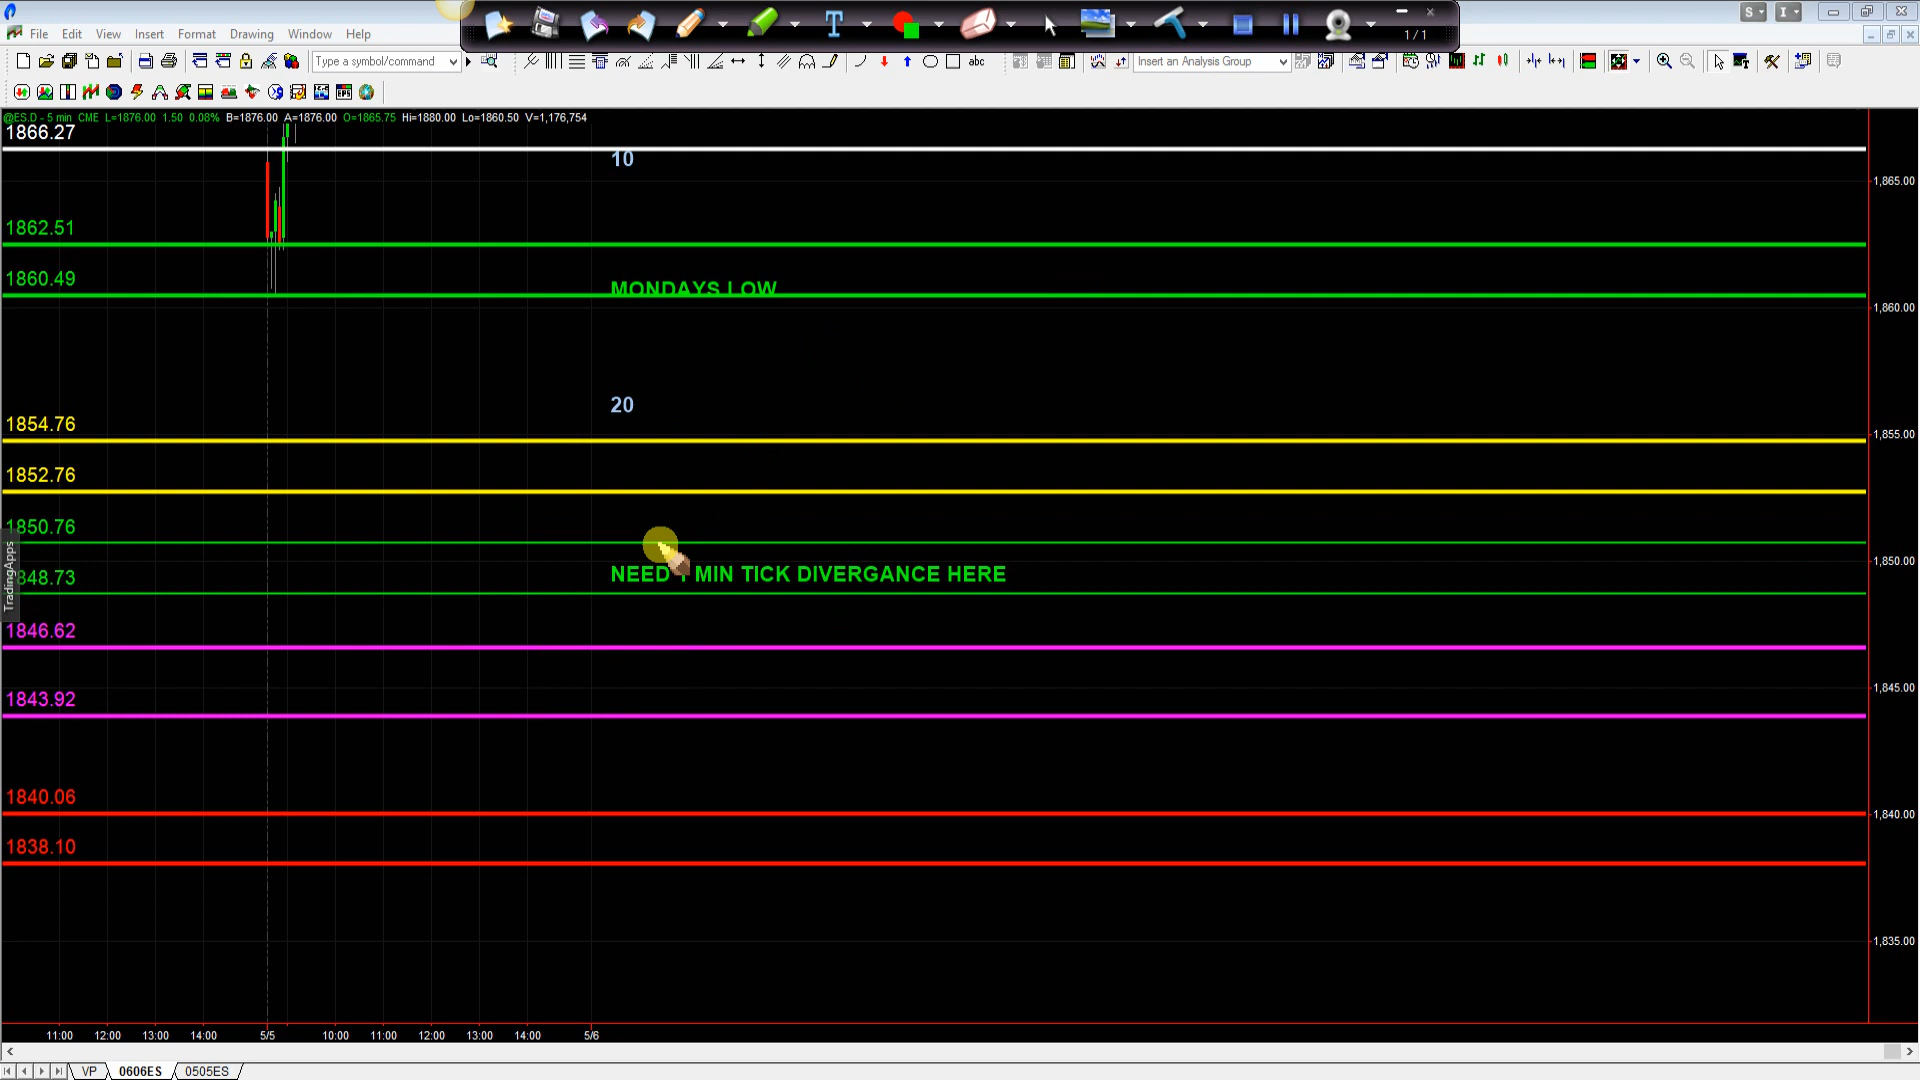 S I
File Edit View Insert Format Drawing Window Help
T
1 / 1
Type a symbol/command
abc
Insert an Analysis Group
@ES.D - 5 min CME L=1876.00 1.50 0.08% B=1876.00 A=1876.00 O=1865.75 Hi=1880.00 Lo=1860.50 V=1,176,754
1866.27
10
1,865.00
1862.51
1860.49
MONDAYS LOW
1,860.00
20
1854.76
1,855.00
1852.76
1850.76
1,850.00
NEED MIN TICK DIVERGANCE HERE
848.73
TradingApps
1846.62
1,845.00
1843.92
1840.06
1,840.00
1838.10
1,835.00
11:00 12:00 13:00 14:00 5/5 10:00 11:00 12:00 13:00 14:00 5/6
VP 0606ES 0505ES